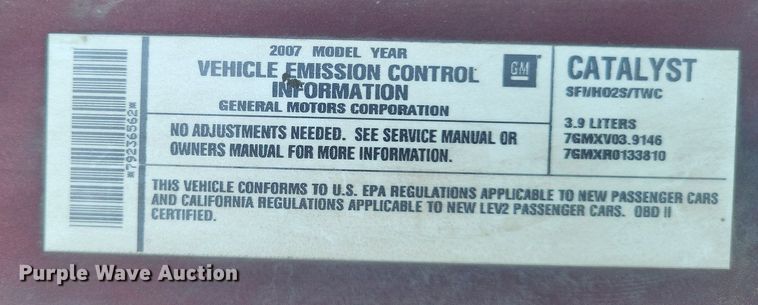 *79236562*
2007 MODEL YEAR
VEHICLE EMISSION CONTROL
INFORMATION
GENERAL MOTORS CORPORATION
GM
NO ADJUSTMENTS NEEDED. SEE SERVICE MANUAL OR
OWNERS MANUAL FOR MORE INFORMATION.
CATALYST
SFI/HO2S/TWC
3.9 LITERS
7GMXV03.9146
7GMXR0133810
THIS VEHICLE CONFORMS TO U.S. EPA REGULATIONS APPLICABLE TO NEW PASSENGER CARS
AND CALIFORNIA REGULATIONS APPLICABLE TO NEW LEV2 PASSENGER CARS. OBD II
CERTIFIED.
Purple Wave Auction